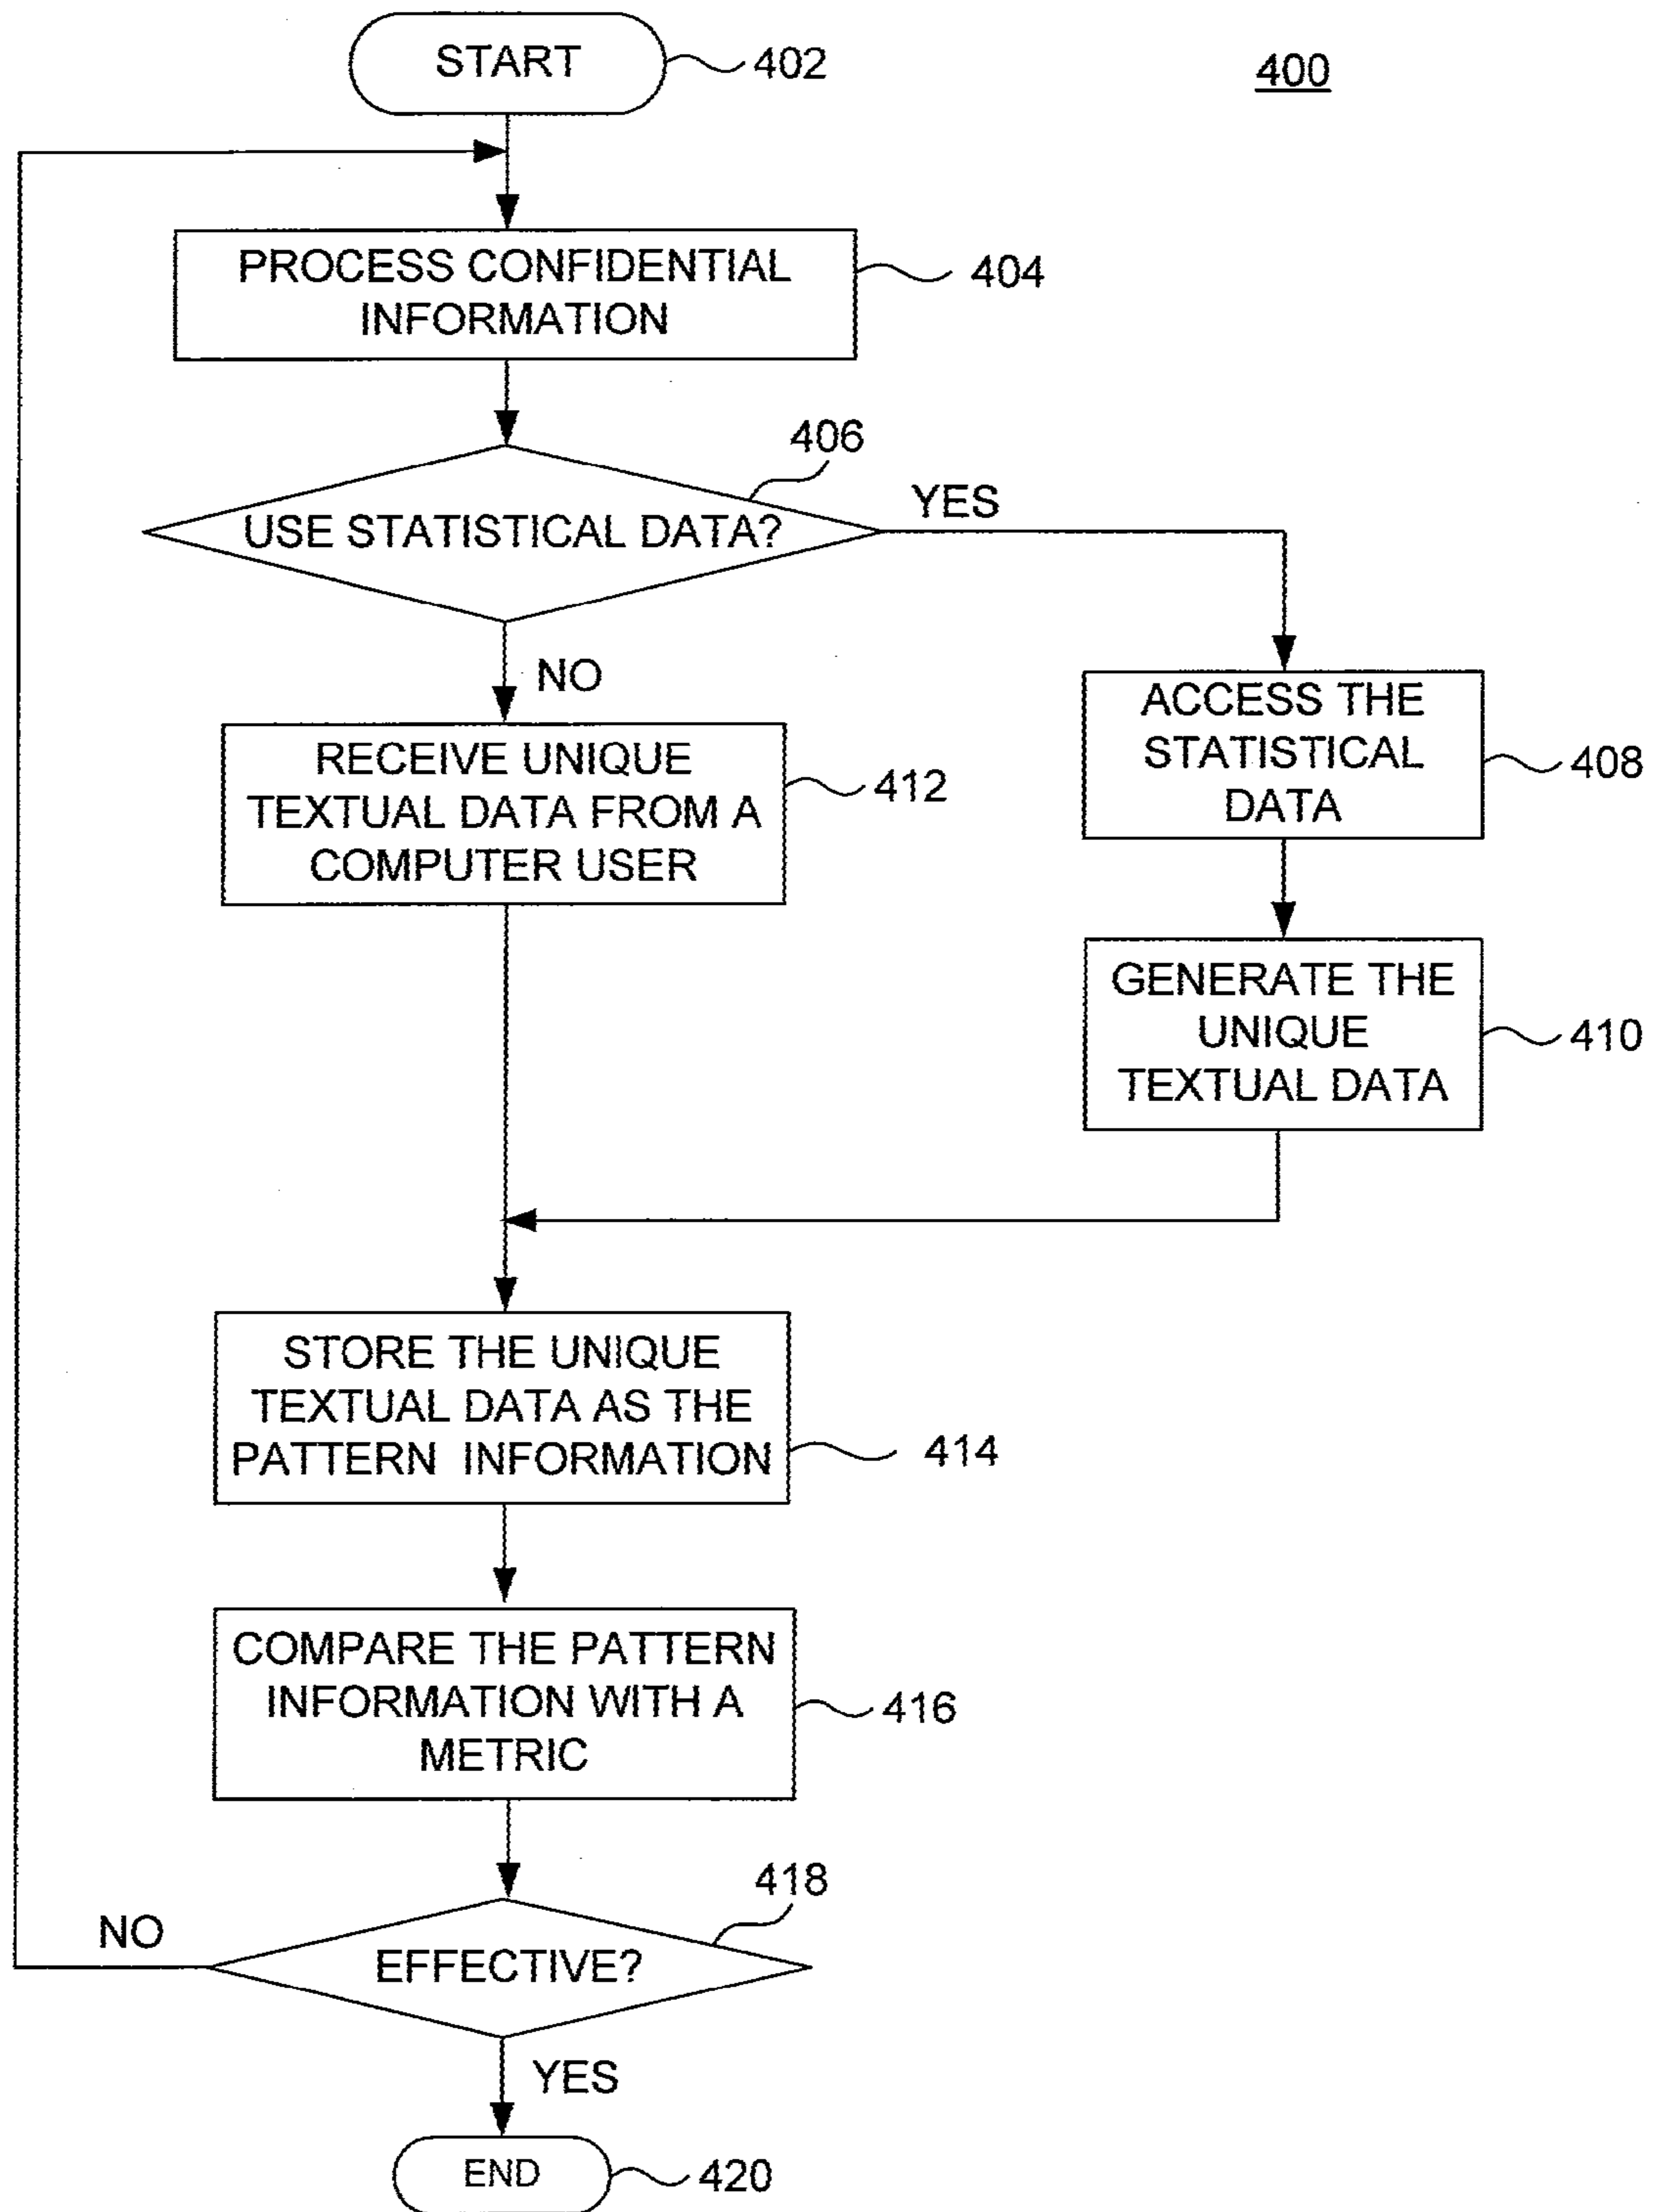 START
402
400
PROCESS CONFIDENTIAL
INFORMATION
404
406
USE STATISTICAL DATA?
YES
NO
RECEIVE UNIQUE
TEXTUAL DATA FROM A
COMPUTER USER
412
ACCESS THE
STATISTICAL
DATA
408
GENERATE THE
UNIQUE
TEXTUAL DATA
410
STORE THE UNIQUE
TEXTUAL DATA AS THE
PATTERN INFORMATION
414
COMPARE THE PATTERN
INFORMATION WITH A
METRIC
416
418
NO
EFFECTIVE?
YES
END
420